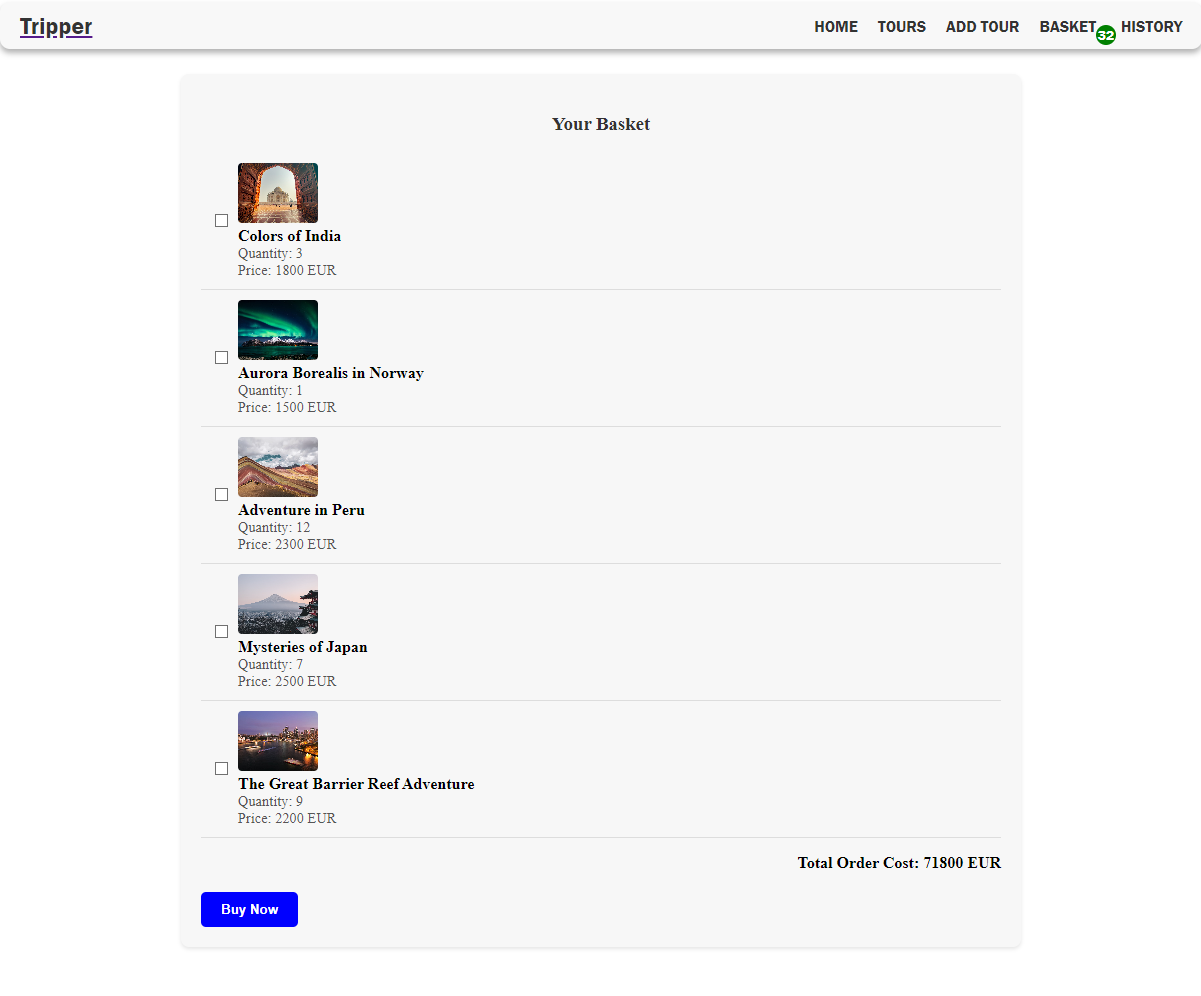 Tripper
HOME TOURS ADD TOUR BASKET 32 HISTORY
Your Basket
Colors of India
Quantity: 3
Price: 1800 EUR
Aurora Borealis in Norway
Quantity: 1
Price: 1500 EUR
Adventure in Peru
Quantity: 12
Price: 2300 EUR
Mysteries of Japan
Quantity: 7
Price: 2500 EUR
The Great Barrier Reef Adventure
Quantity: 9
Price: 2200 EUR
Total Order Cost: 71800 EUR
Buy Now